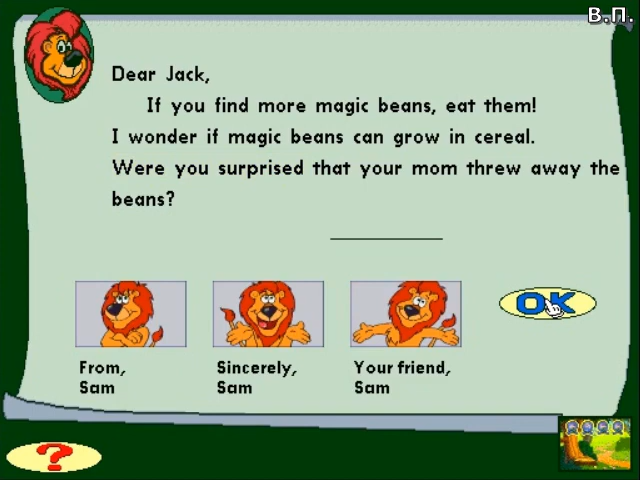 В.П.
Dear Jack,
If you find more magic beans, eat them!
I wonder if magic beans can grow in cereal.
Were you surprised that your mom threw away the
beans?
OK
From,
Sam
Sincerely,
Sam
Your friend,
Sam
?